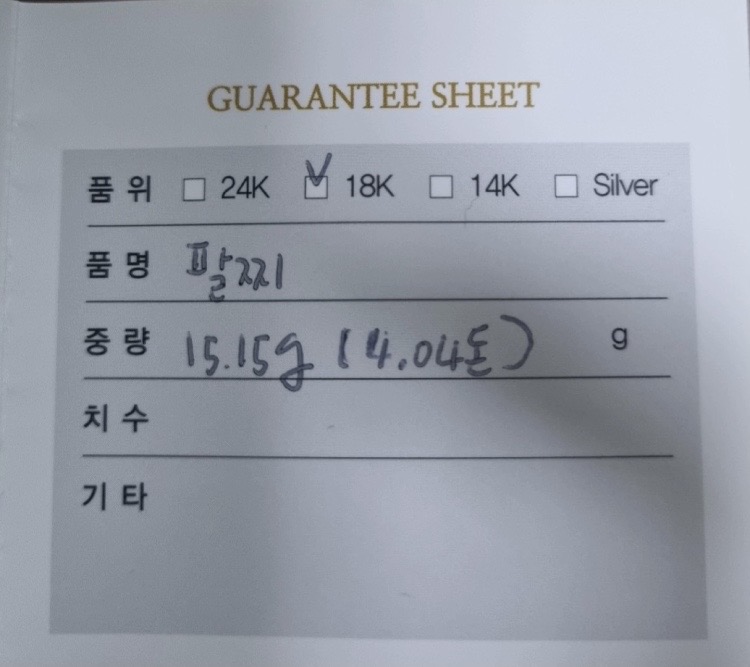 GUARANTEE SHEET
품 위 □ 24K ☑ 18K □ 14K □ Silver
품 명 팔찌
중 량 15.15g (4.04돈) g
치 수
기 타